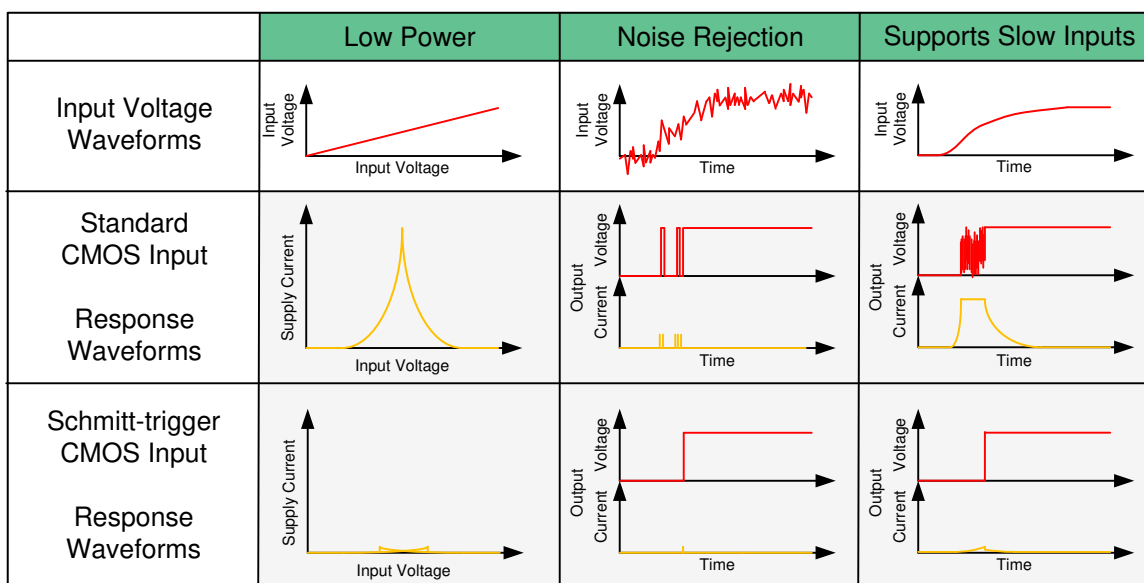 Low Power
Noise Rejection
Supports Slow Inputs
Input Voltage
Waveforms
Input
Voltage
Input Voltage
Input
Voltage
Time
Input
Voltage
Time
Standard
CMOS Input
Response
Waveforms
Supply Current
Input Voltage
Output
Voltage
Current
Time
Output
Voltage
Current
Time
Schmitt-trigger
CMOS Input
Response
Waveforms
Supply Current
Input Voltage
Output
Voltage
Current
Time
Output
Voltage
Current
Time